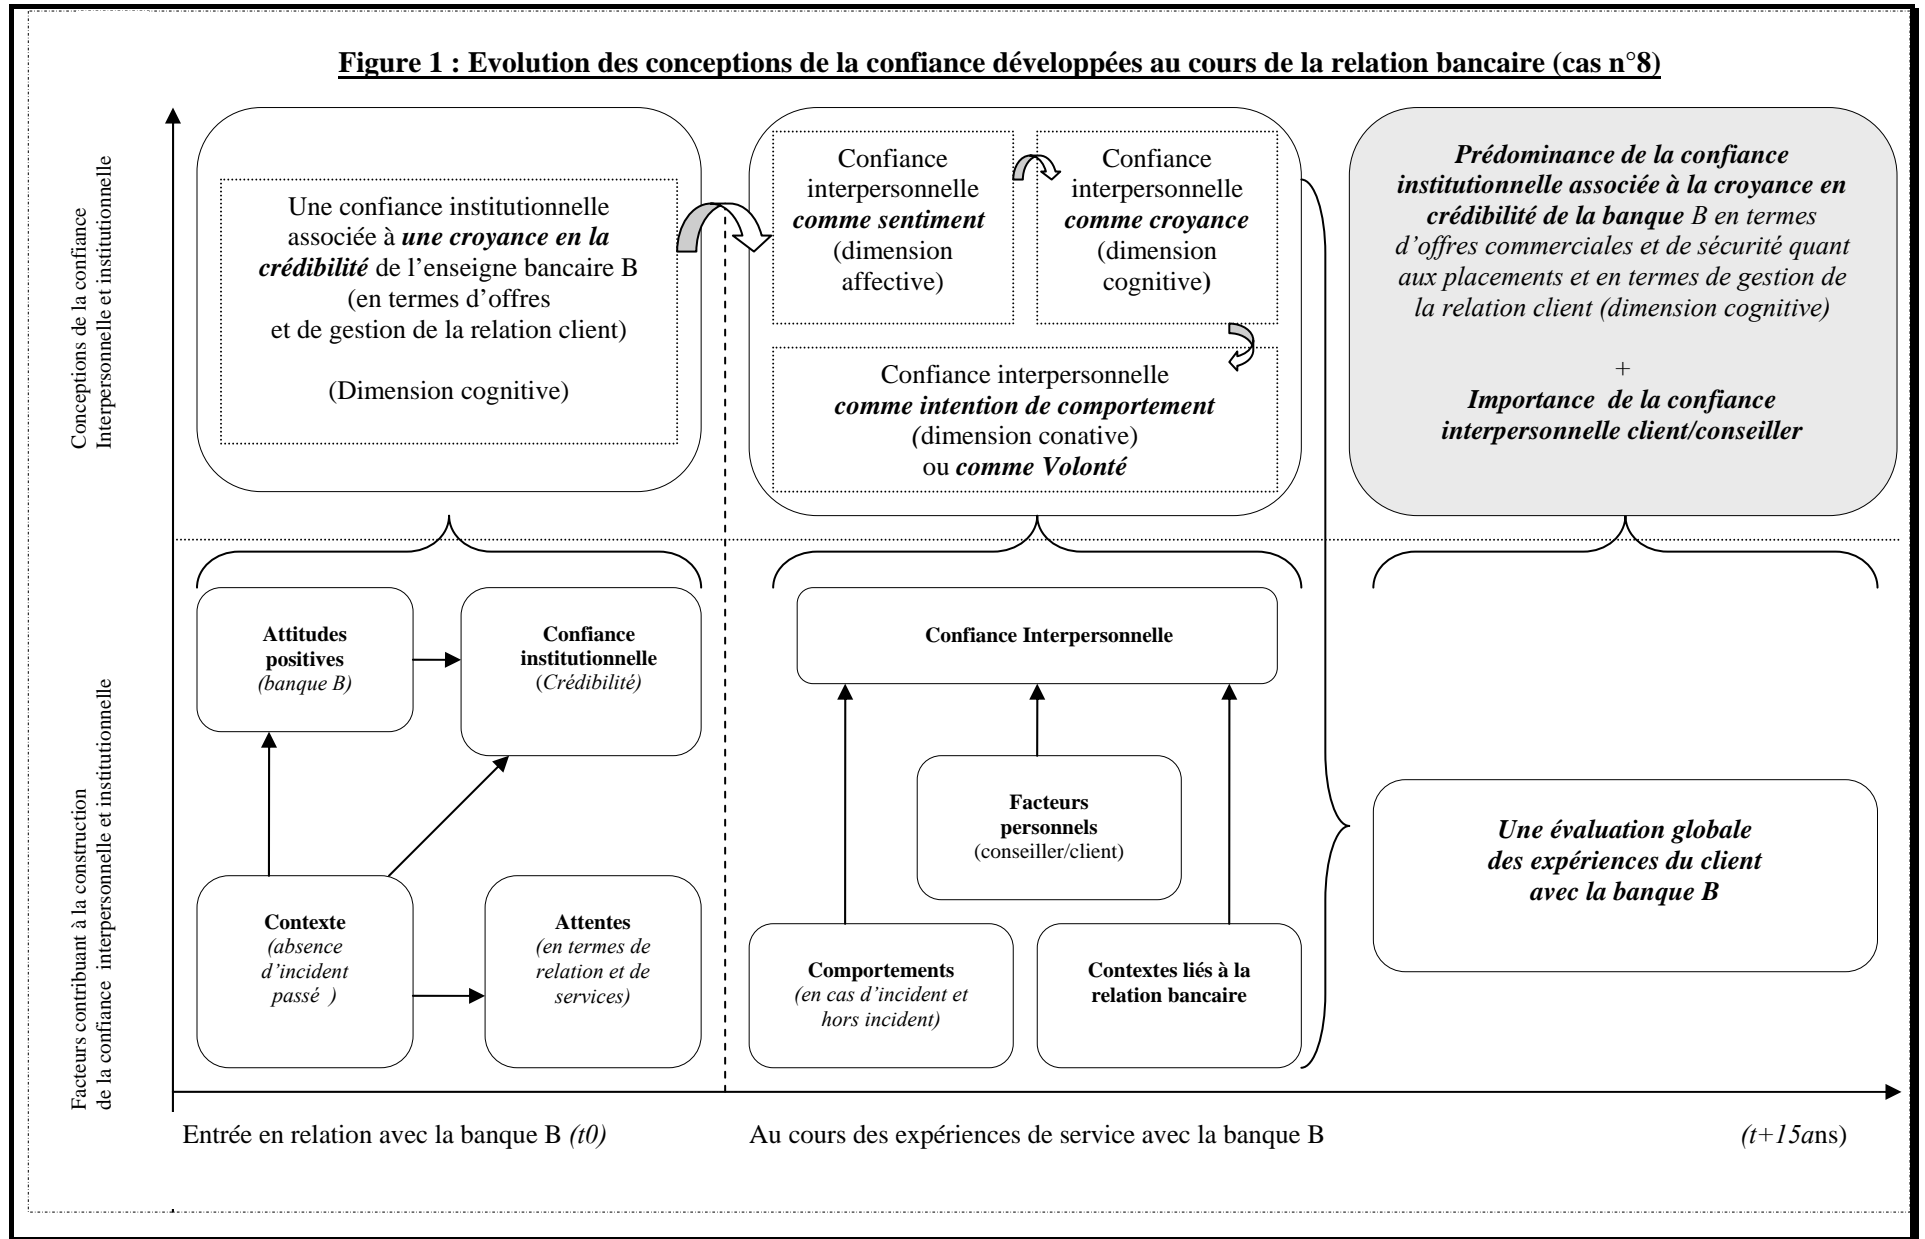 Figure 1 : Evolution des conceptions de la confiance développées au cours de la relation bancaire (cas n°8)
Conceptions de la confiance
Interpersonnelle et institutionnelle
Une confiance institutionnelle
associée à une croyance en la
crédibilité de l'enseigne bancaire B
(en termes d'offres
et de gestion de la relation client)
(Dimension cognitive)
Confiance
interpersonnelle
comme sentiment
(dimension
affective)
Confiance
interpersonnelle
comme croyance
(dimension
cognitive)
Confiance interpersonnelle
comme intention de comportement
(dimension conative)
ou comme Volonté
Prédominance de la confiance
institutionnelle associée à la croyance en
crédibilité de la banque B en termes
d'offres commerciales et de sécurité quant
aux placements et en termes de gestion de
la relation client (dimension cognitive)
+
Importance de la confiance
interpersonnelle client/conseiller
Facteurs contribuant à la construction
de la confiance interpersonnelle et institutionnelle
Attitudes
positives
(banque B)
Confiance
institutionnelle
(Crédibilité)
Contexte
(absence
d'incident
passé )
Attentes
(en termes de
relation et de
services)
Confiance Interpersonnelle
Facteurs
personnels
(conseiller/client)
Comportements
(en cas d'incident et
hors incident)
Contextes liés à la
relation bancaire
Une évaluation globale
des expériences du client
avec la banque B
Entrée en relation avec la banque B (t0)
Au cours des expériences de service avec la banque B
(t+15ans)